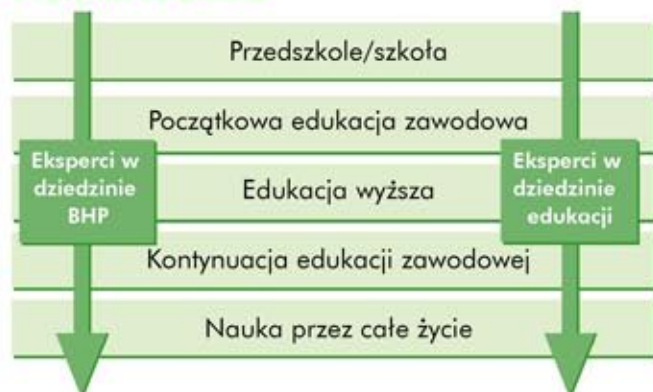 Przedszkole/szkoła
Początkowa edukacja zawodowa
Eksperci w
dziedzinie
BHP
Edukacja wyższa
Eksperci w
dziedzinie
edukacji
Kontynuacja edukacji zawodowej
Nauka przez całe życie